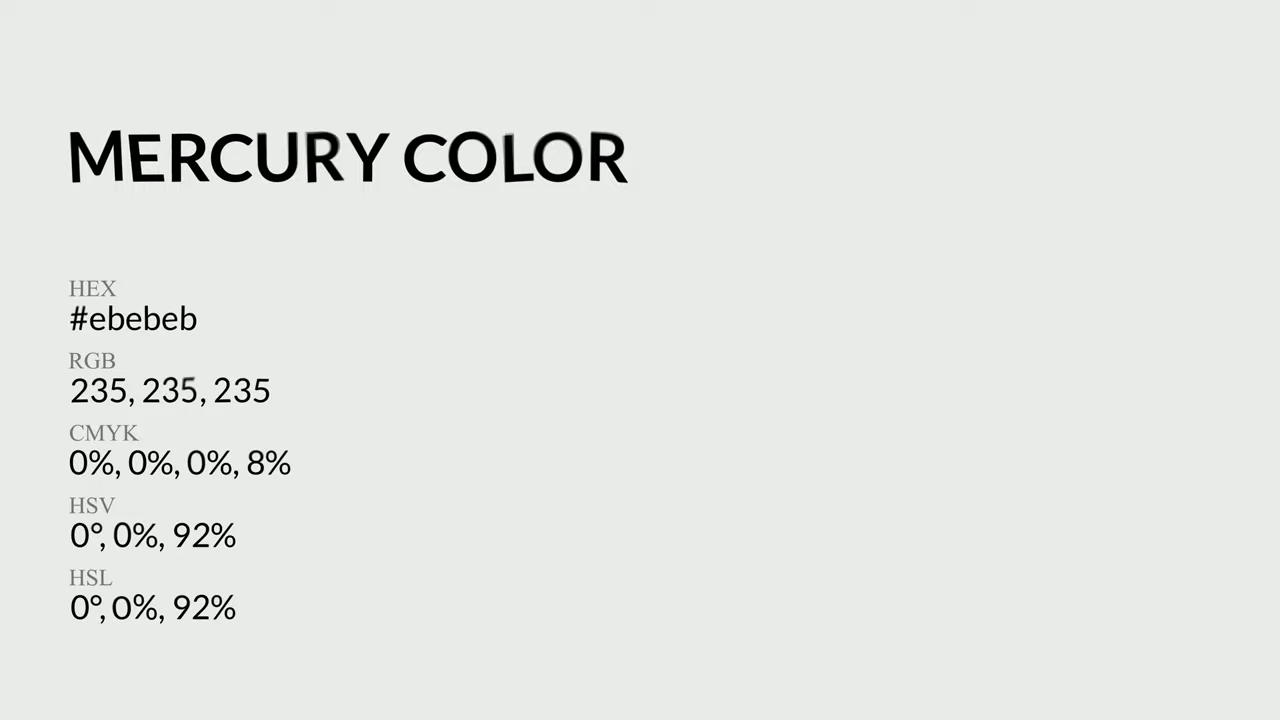 MERCURY COLOR
HEX
#ebebeb
RGB
235, 235, 235
CMYK
0%, 0%, 0%, 8%
HSV
0°, 0%, 92%
HSL
0°, 0%, 92%